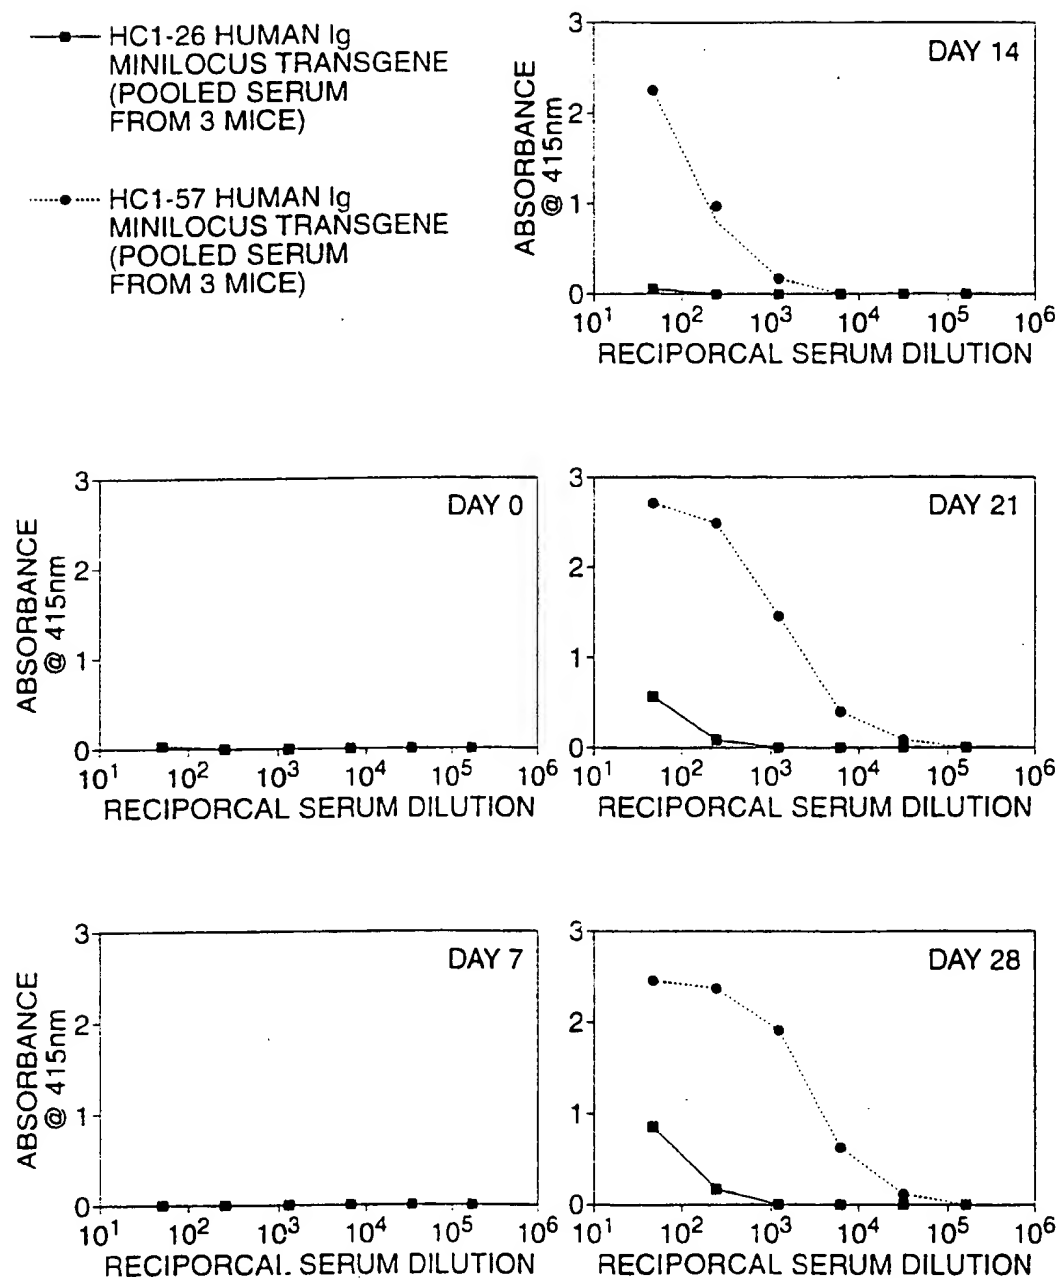 HC1-26 HUMAN Ig
MINILOCUS TRANSGENE
(POOLED SERUM
FROM 3 MICE)
HC1-57 HUMAN Ig
MINILOCUS TRANSGENE
(POOLED SERUM
FROM 3 MICE)
DAY 14
ABSORBANCE
@ 415nm
3
2
1
0
10¹ 10² 10³ 10⁴ 10⁵ 10⁶
RECIPORCAL SERUM DILUTION
DAY 0
ABSORBANCE
@ 415nm
3
2
1
0
10¹ 10² 10³ 10⁴ 10⁵ 10⁶
RECIPORCAL SERUM DILUTION
DAY 21
3
2
1
0
10¹ 10² 10³ 10⁴ 10⁵ 10⁶
RECIPORCAL SERUM DILUTION
DAY 7
ABSORBANCE
@ 415nm
3
2
1
0
10¹ 10² 10³ 10⁴ 10⁵ 10⁶
RECIPORCAL SERUM DILUTION
DAY 28
3
2
1
0
10¹ 10² 10³ 10⁴ 10⁵ 10⁶
RECIPORCAL SERUM DILUTION